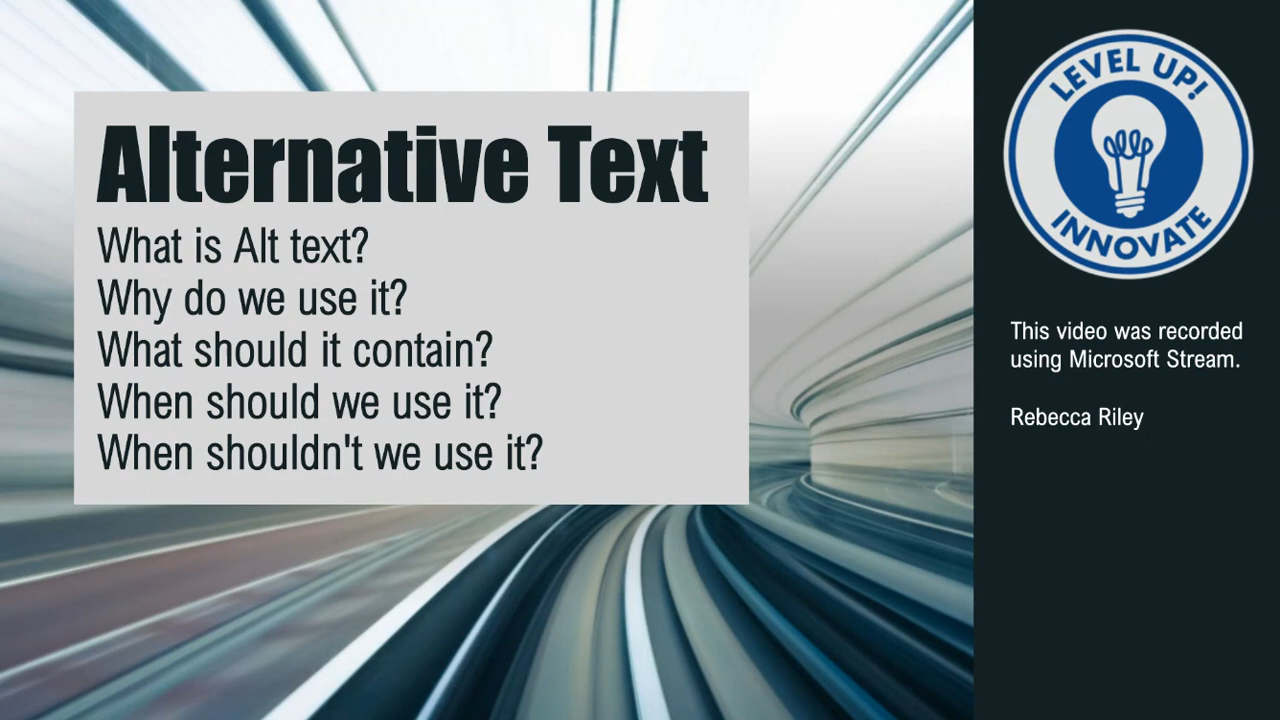 Alternative Text
What is Alt text?
Why do we use it?
What should it contain?
When should we use it?
When shouldn't we use it?
LEVEL UP!
INNOVATE
This video was recorded
using Microsoft Stream.
Rebecca Riley